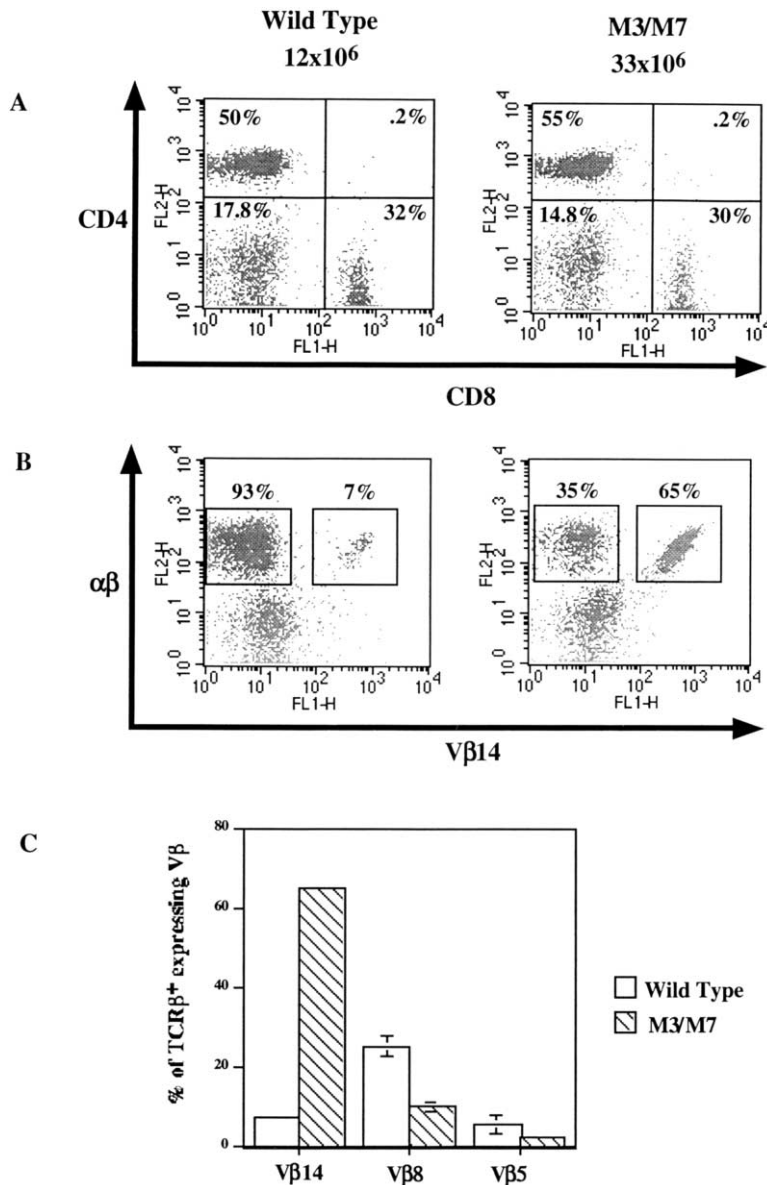 Wild Type
12x10⁶
M3/M7
33x10⁶
A
CD4
FL2-H
10⁰ 10¹ 10² 10³ 10⁴
50%
.2%
17.8%
32%
10⁰ 10¹ 10² 10³ 10⁴
FL1-H
FL2-H
10⁰ 10¹ 10² 10³ 10⁴
55%
.2%
14.8%
30%
10⁰ 10¹ 10² 10³ 10⁴
FL1-H
CD8
B
αβ
FL2-H
10⁰ 10¹ 10² 10³ 10⁴
93%
7%
10⁰ 10¹ 10² 10³ 10⁴
FL1-H
FL2-H
10⁰ 10¹ 10² 10³ 10⁴
35%
65%
10⁰ 10¹ 10² 10³ 10⁴
FL1-H
Vβ14
C
% of TCRβ⁺ expressing Vβ
80
60
40
20
0
Vβ14
Vβ8
Vβ5
Wild Type
M3/M7